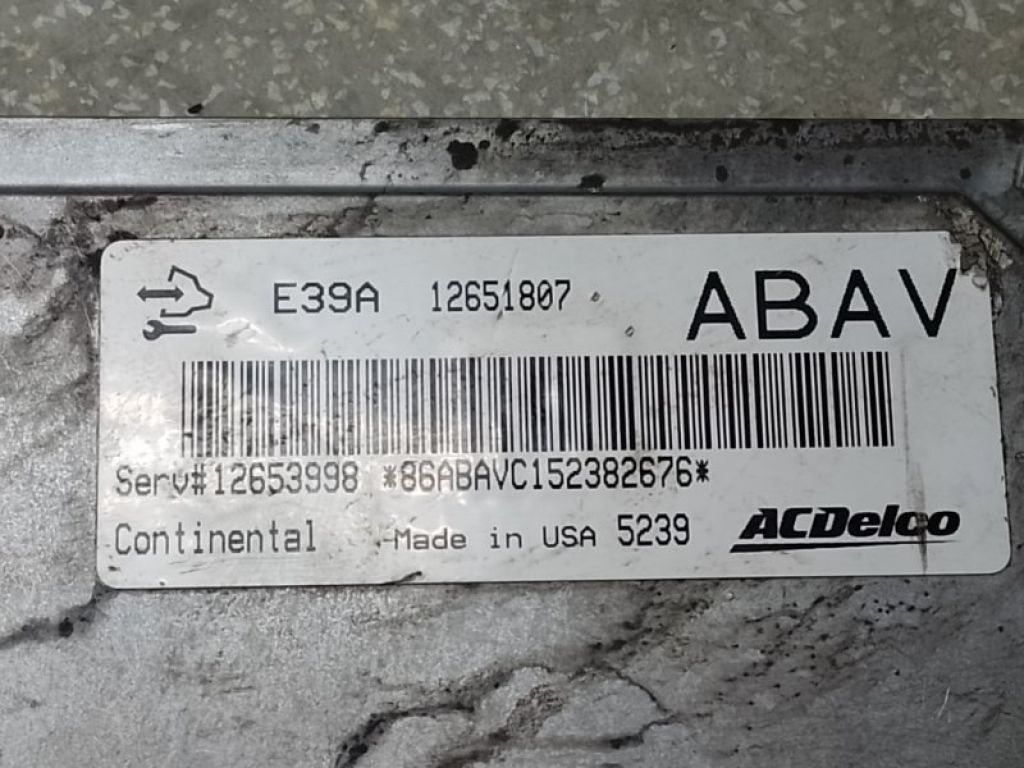 E39A 12651807 ABAV
Serv#12653998 *86ABAVC152382676*
Continental Made in USA 5239 ACDelco